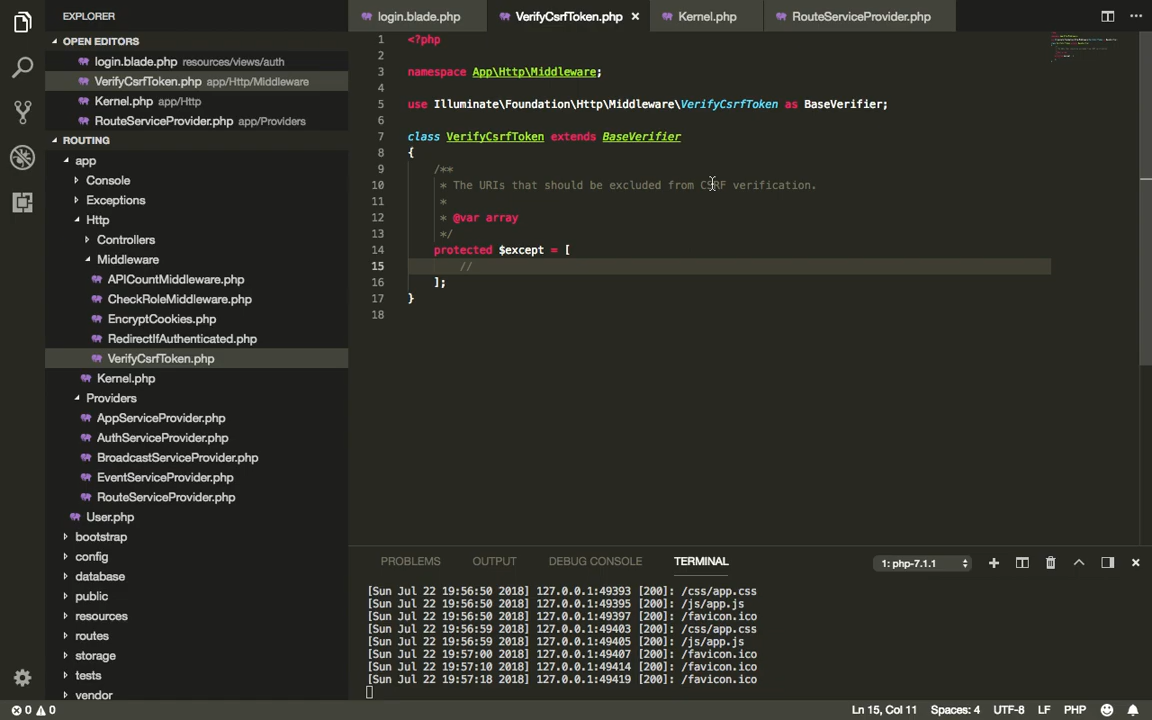 EXPLORER
OPEN EDITORS
login.blade.php resources/views/auth
VerifyCsrfToken.php app/Http/Middleware
Kernel.php app/Http
RouteServiceProvider.php app/Providers
ROUTING
app
Console
Exceptions
Http
Controllers
Middleware
APICountMiddleware.php
CheckRoleMiddleware.php
EncryptCookies.php
RedirectIfAuthenticated.php
VerifyCsrfToken.php
Kernel.php
Providers
AppServiceProvider.php
AuthServiceProvider.php
BroadcastServiceProvider.php
EventServiceProvider.php
RouteServiceProvider.php
User.php
bootstrap
config
database
public
resources
routes
storage
tests
vendor
login.blade.php VerifyCsrfToken.php Kernel.php RouteServiceProvider.php
1 <?php
2
3 namespace App\Http\Middleware;
4
5 use Illuminate\Foundation\Http\Middleware\VerifyCsrfToken as BaseVerifier;
6
7 class VerifyCsrfToken extends BaseVerifier
8 {
9 /**
10 * The URIs that should be excluded from CSRF verification.
11 *
12 * @var array
13 */
14 protected $except = [
15 //
16 ];
17 }
18
PROBLEMS OUTPUT DEBUG CONSOLE TERMINAL 1: php-7.1.1
[Sun Jul 22 19:56:50 2018] 127.0.0.1:49393 [200]: /css/app.css
[Sun Jul 22 19:56:50 2018] 127.0.0.1:49395 [200]: /js/app.js
[Sun Jul 22 19:56:50 2018] 127.0.0.1:49397 [200]: /favicon.ico
[Sun Jul 22 19:56:59 2018] 127.0.0.1:49403 [200]: /css/app.css
[Sun Jul 22 19:56:59 2018] 127.0.0.1:49405 [200]: /js/app.js
[Sun Jul 22 19:57:00 2018] 127.0.0.1:49407 [200]: /favicon.ico
[Sun Jul 22 19:57:10 2018] 127.0.0.1:49414 [200]: /favicon.ico
[Sun Jul 22 19:57:18 2018] 127.0.0.1:49419 [200]: /favicon.ico
0 0 Ln 15, Col 11 Spaces: 4 UTF-8 LF PHP